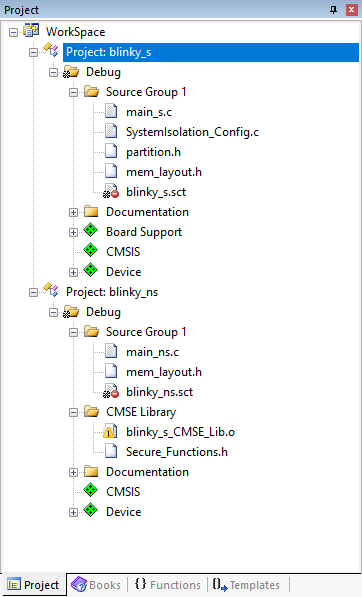 Project
WorkSpace
Project: blinky_s
Debug
Source Group 1
main_s.c
SystemIsolation_Config.c
partition.h
mem_layout.h
blinky_s.sct
Documentation
Board Support
CMSIS
Device
Project: blinky_ns
Debug
Source Group 1
main_ns.c
mem_layout.h
blinky_ns.sct
CMSE Library
blinky_s_CMSE_Lib.o
Secure_Functions.h
Documentation
CMSIS
Device
Project Books {} Functions Templates